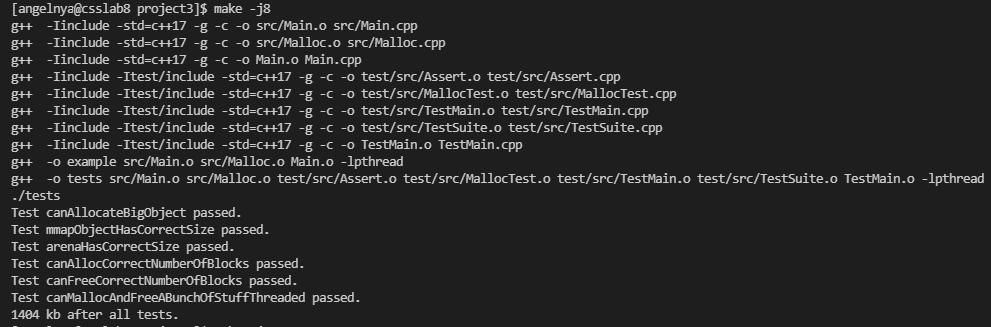 [angelnya@csslab8 project3]$ make -j8
g++  -Iinclude -std=c++17 -g -c -o src/Main.o src/Main.cpp
g++  -Iinclude -std=c++17 -g -c -o src/Malloc.o src/Malloc.cpp
g++  -Iinclude -std=c++17 -g -c -o Main.o Main.cpp
g++  -Iinclude -Itest/include -std=c++17 -g -c -o test/src/Assert.o test/src/Assert.cpp
g++  -Iinclude -Itest/include -std=c++17 -g -c -o test/src/MallocTest.o test/src/MallocTest.cpp
g++  -Iinclude -Itest/include -std=c++17 -g -c -o test/src/TestMain.o test/src/TestMain.cpp
g++  -Iinclude -Itest/include -std=c++17 -g -c -o test/src/TestSuite.o test/src/TestSuite.cpp
g++  -Iinclude -Itest/include -std=c++17 -g -c -o TestMain.o TestMain.cpp
g++  -o example src/Main.o src/Malloc.o Main.o -lpthread
g++  -o tests src/Main.o src/Malloc.o test/src/Assert.o test/src/MallocTest.o test/src/TestMain.o test/src/TestSuite.o TestMain.o -lpthread
./tests
Test canAllocateBigObject passed.
Test mmapObjectHasCorrectSize passed.
Test arenaHasCorrectSize passed.
Test canAllocCorrectNumberOfBlocks passed.
Test canFreeCorrectNumberOfBlocks passed.
Test canMallocAndFreeABunchOfStuffThreaded passed.
1404 kb after all tests.